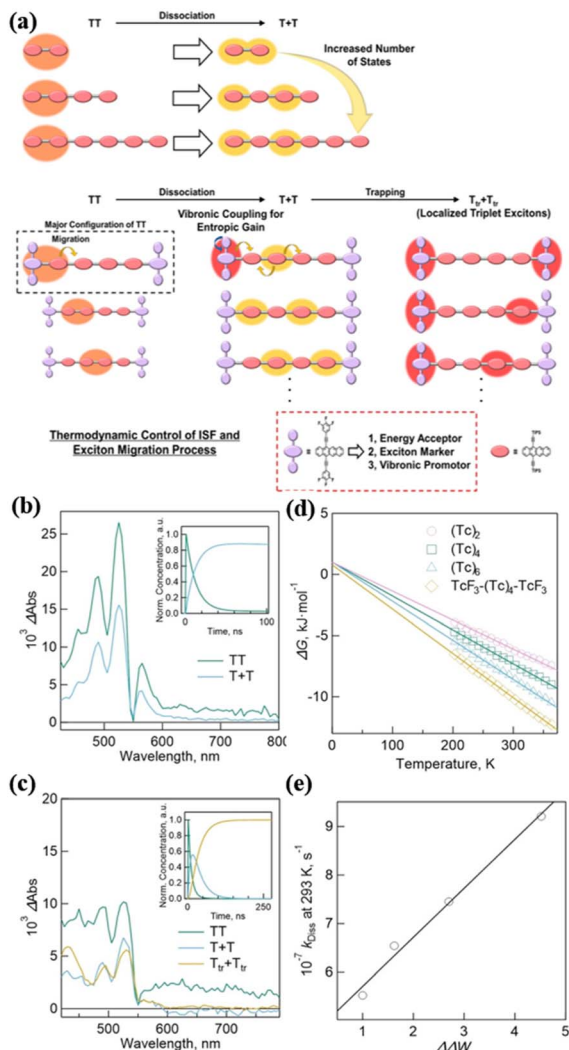 (a)
TT
Dissociation
T+T
Increased Number
of States
TT
Dissociation
T+T
Trapping
Ttr+Ttr
(Localized Triplet Excitons)
Major Configuration of TT
Migration
Vibronic Coupling for
Entropic Gain
Thermodynamic Control of ISF and
Exciton Migration Process
1, Energy Acceptor
2, Exciton Marker
3, Vibronic Promotor
TIPS
TIPS
(b)
10³ ΔAbs
25
20
15
10
5
0
500
600
700
800
Wavelength, nm
Norm. Concentration, a.u.
1.0
0.8
0.6
0.4
0.2
0.0
0
100
Time, ns
TT
T+T
(d)
ΔG, kJ·mol⁻¹
5
0
-5
-10
0
100
200
300
Temperature, K
(Tc)2
(Tc)4
(Tc)6
TcF3-(Tc)4-TcF3
(c)
10³ ΔAbs
20
15
10
5
0
500
600
700
Wavelength, nm
Norm. Concentration, a.u.
1.0
0.8
0.6
0.4
0.2
0.0
0
250
Time, ns
TT
T+T
Ttr+Ttr
(e)
10⁻⁷ kDiss at 293 K, s⁻¹
9
8
7
6
1
2
3
4
5
ΔΔW